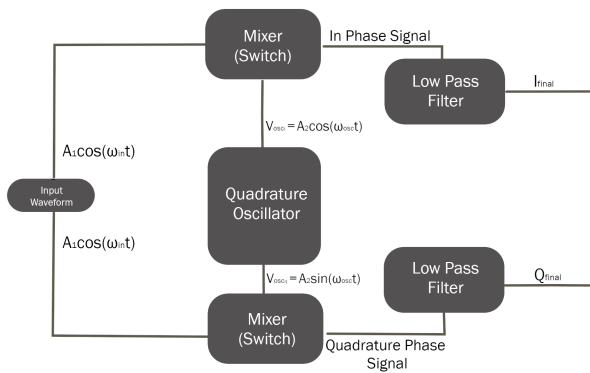 Mixer
(Switch)
In Phase Signal
Low Pass
Filter
Ifinal
Vosci = A2cos(ωosct)
A1cos(ωint)
Input
Waveform
Quadrature
Oscillator
A1cos(ωint)
Voscq = A2sin(ωosct)
Low Pass
Filter
Qfinal
Mixer
(Switch)
Quadrature Phase
Signal